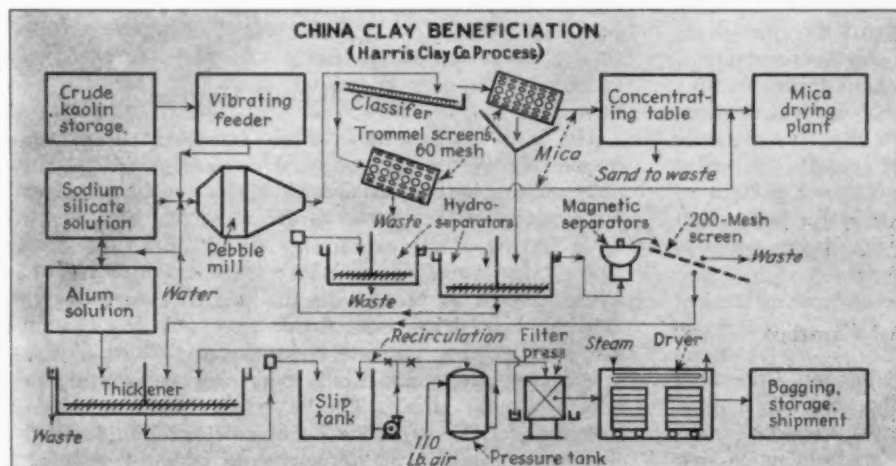 CHINA CLAY BENEFICIATION
(Harris Clay Co. Process)
Crude
kaolin
storage.
Vibrating
feeder
Classifer
Trommel screens,
60 mesh
Mica
Concentrat-
ing table
Mica
drying
plant
Sand to waste
Sodium
silicate
solution
Pebble
mill
Waste
Hydro-
separators
Magnetic
separators
200-Mesh
screen
Waste
Water
Waste
Alum
solution
Recirculation
Filter
press
Steam
Dryer
Thickener
Slip
tank
Bagging,
storage,
shipment
Waste
110
Lb. air
Pressure tank